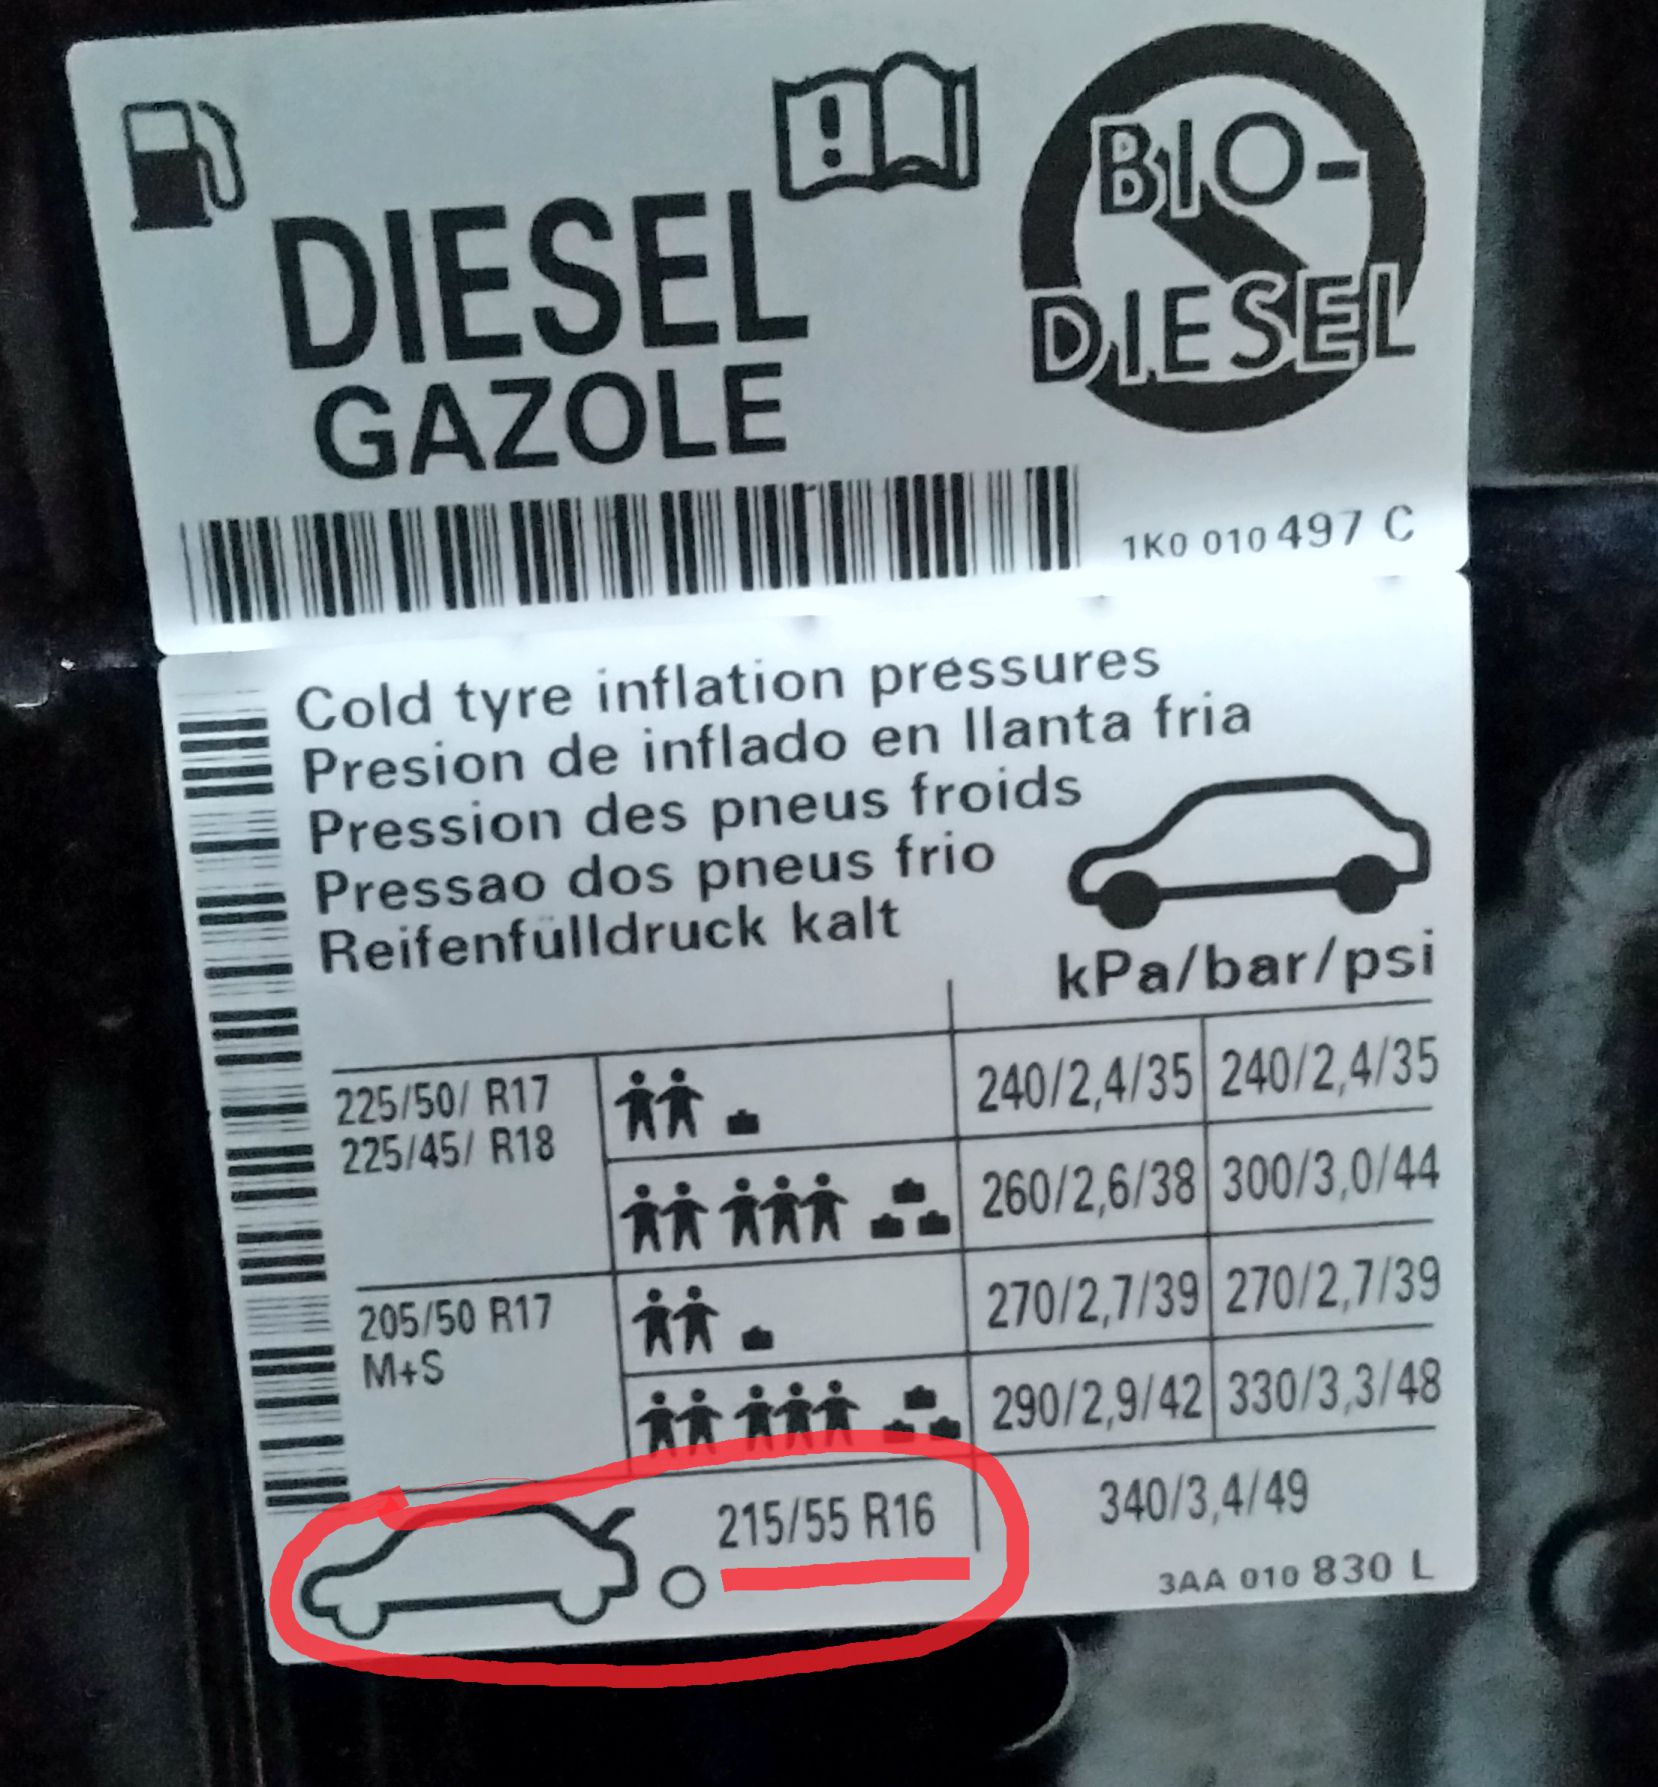 DIESEL
GAZOLE
BIO-
DIESEL
1K0 010 497 C
Cold tyre inflation pressures
Presion de inflado en llanta fria
Pression des pneus froids
Pressao dos pneus frio
Reifenfülldruck kalt
kPa/bar/psi
225/50/ R17
225/45/ R18
240/2,4/35 240/2,4/35
260/2,6/38 300/3,0/44
205/50 R17
M+S
270/2,7/39 270/2,7/39
290/2,9/42 330/3,3/48
215/55 R16 340/3,4/49
3AA 010 830 L